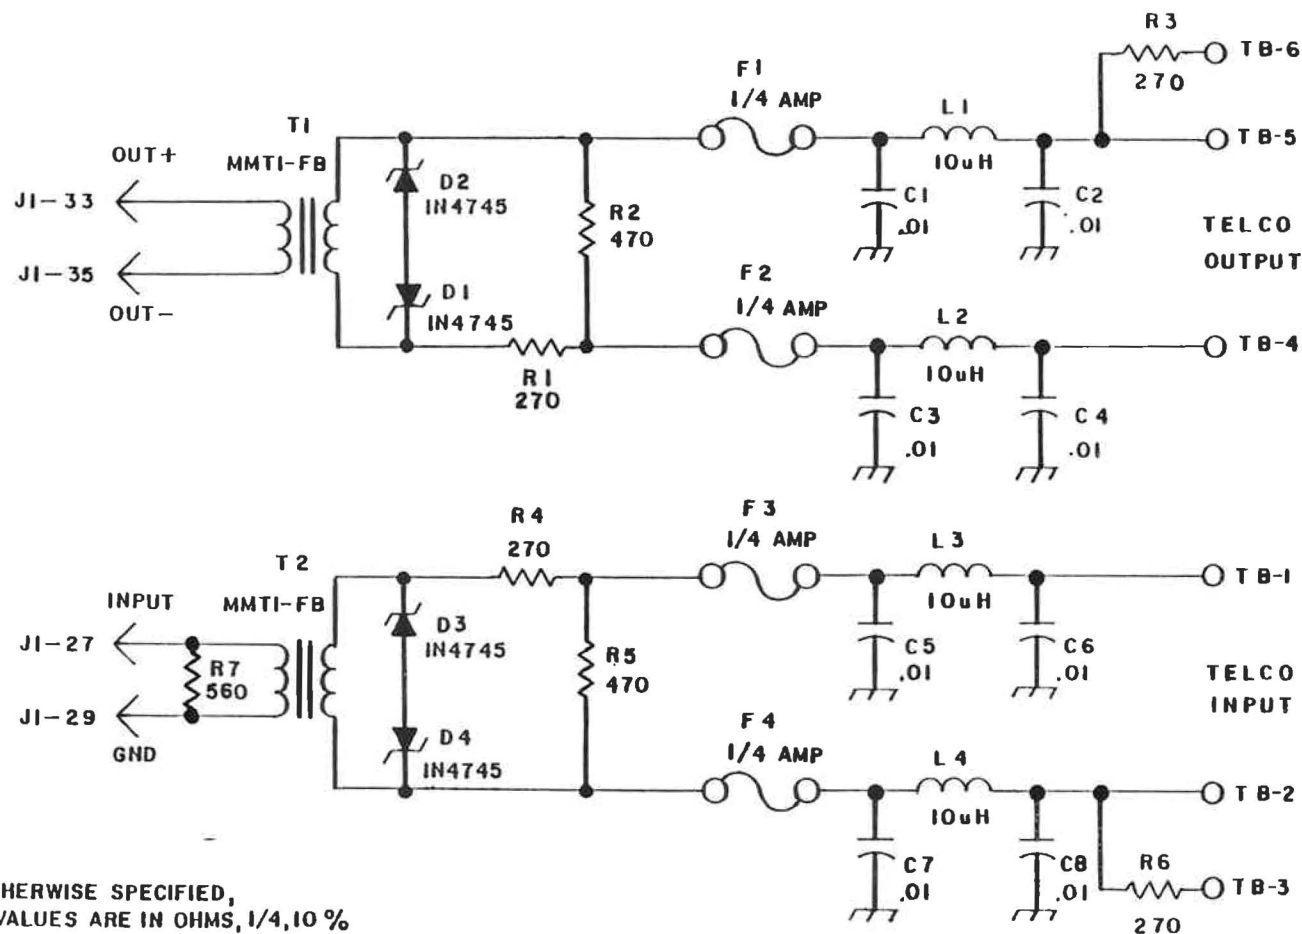 R3
270
TB-6
F1
1/4 AMP
L1
10uH
TB-5
T1
MMT1-FB
OUT+
J1-33
J1-35
OUT-
D2
1N4745
D1
1N4745
R2
470
R1
270
C1
.01
C2
.01
TELCO
OUTPUT
F2
1/4 AMP
L2
10uH
TB-4
C3
.01
C4
.01
R4
270
F3
1/4 AMP
L3
10uH
TB-1
T2
MMT1-FB
INPUT
J1-27
R7
560
J1-29
GND
D3
1N4745
D4
1N4745
R5
470
C5
.01
C6
.01
TELCO
INPUT
F4
1/4 AMP
L4
10uH
TB-2
C7
.01
C8
.01
R6
270
TB-3
HERWISE SPECIFIED,
VALUES ARE IN OHMS, 1/4, 10 %